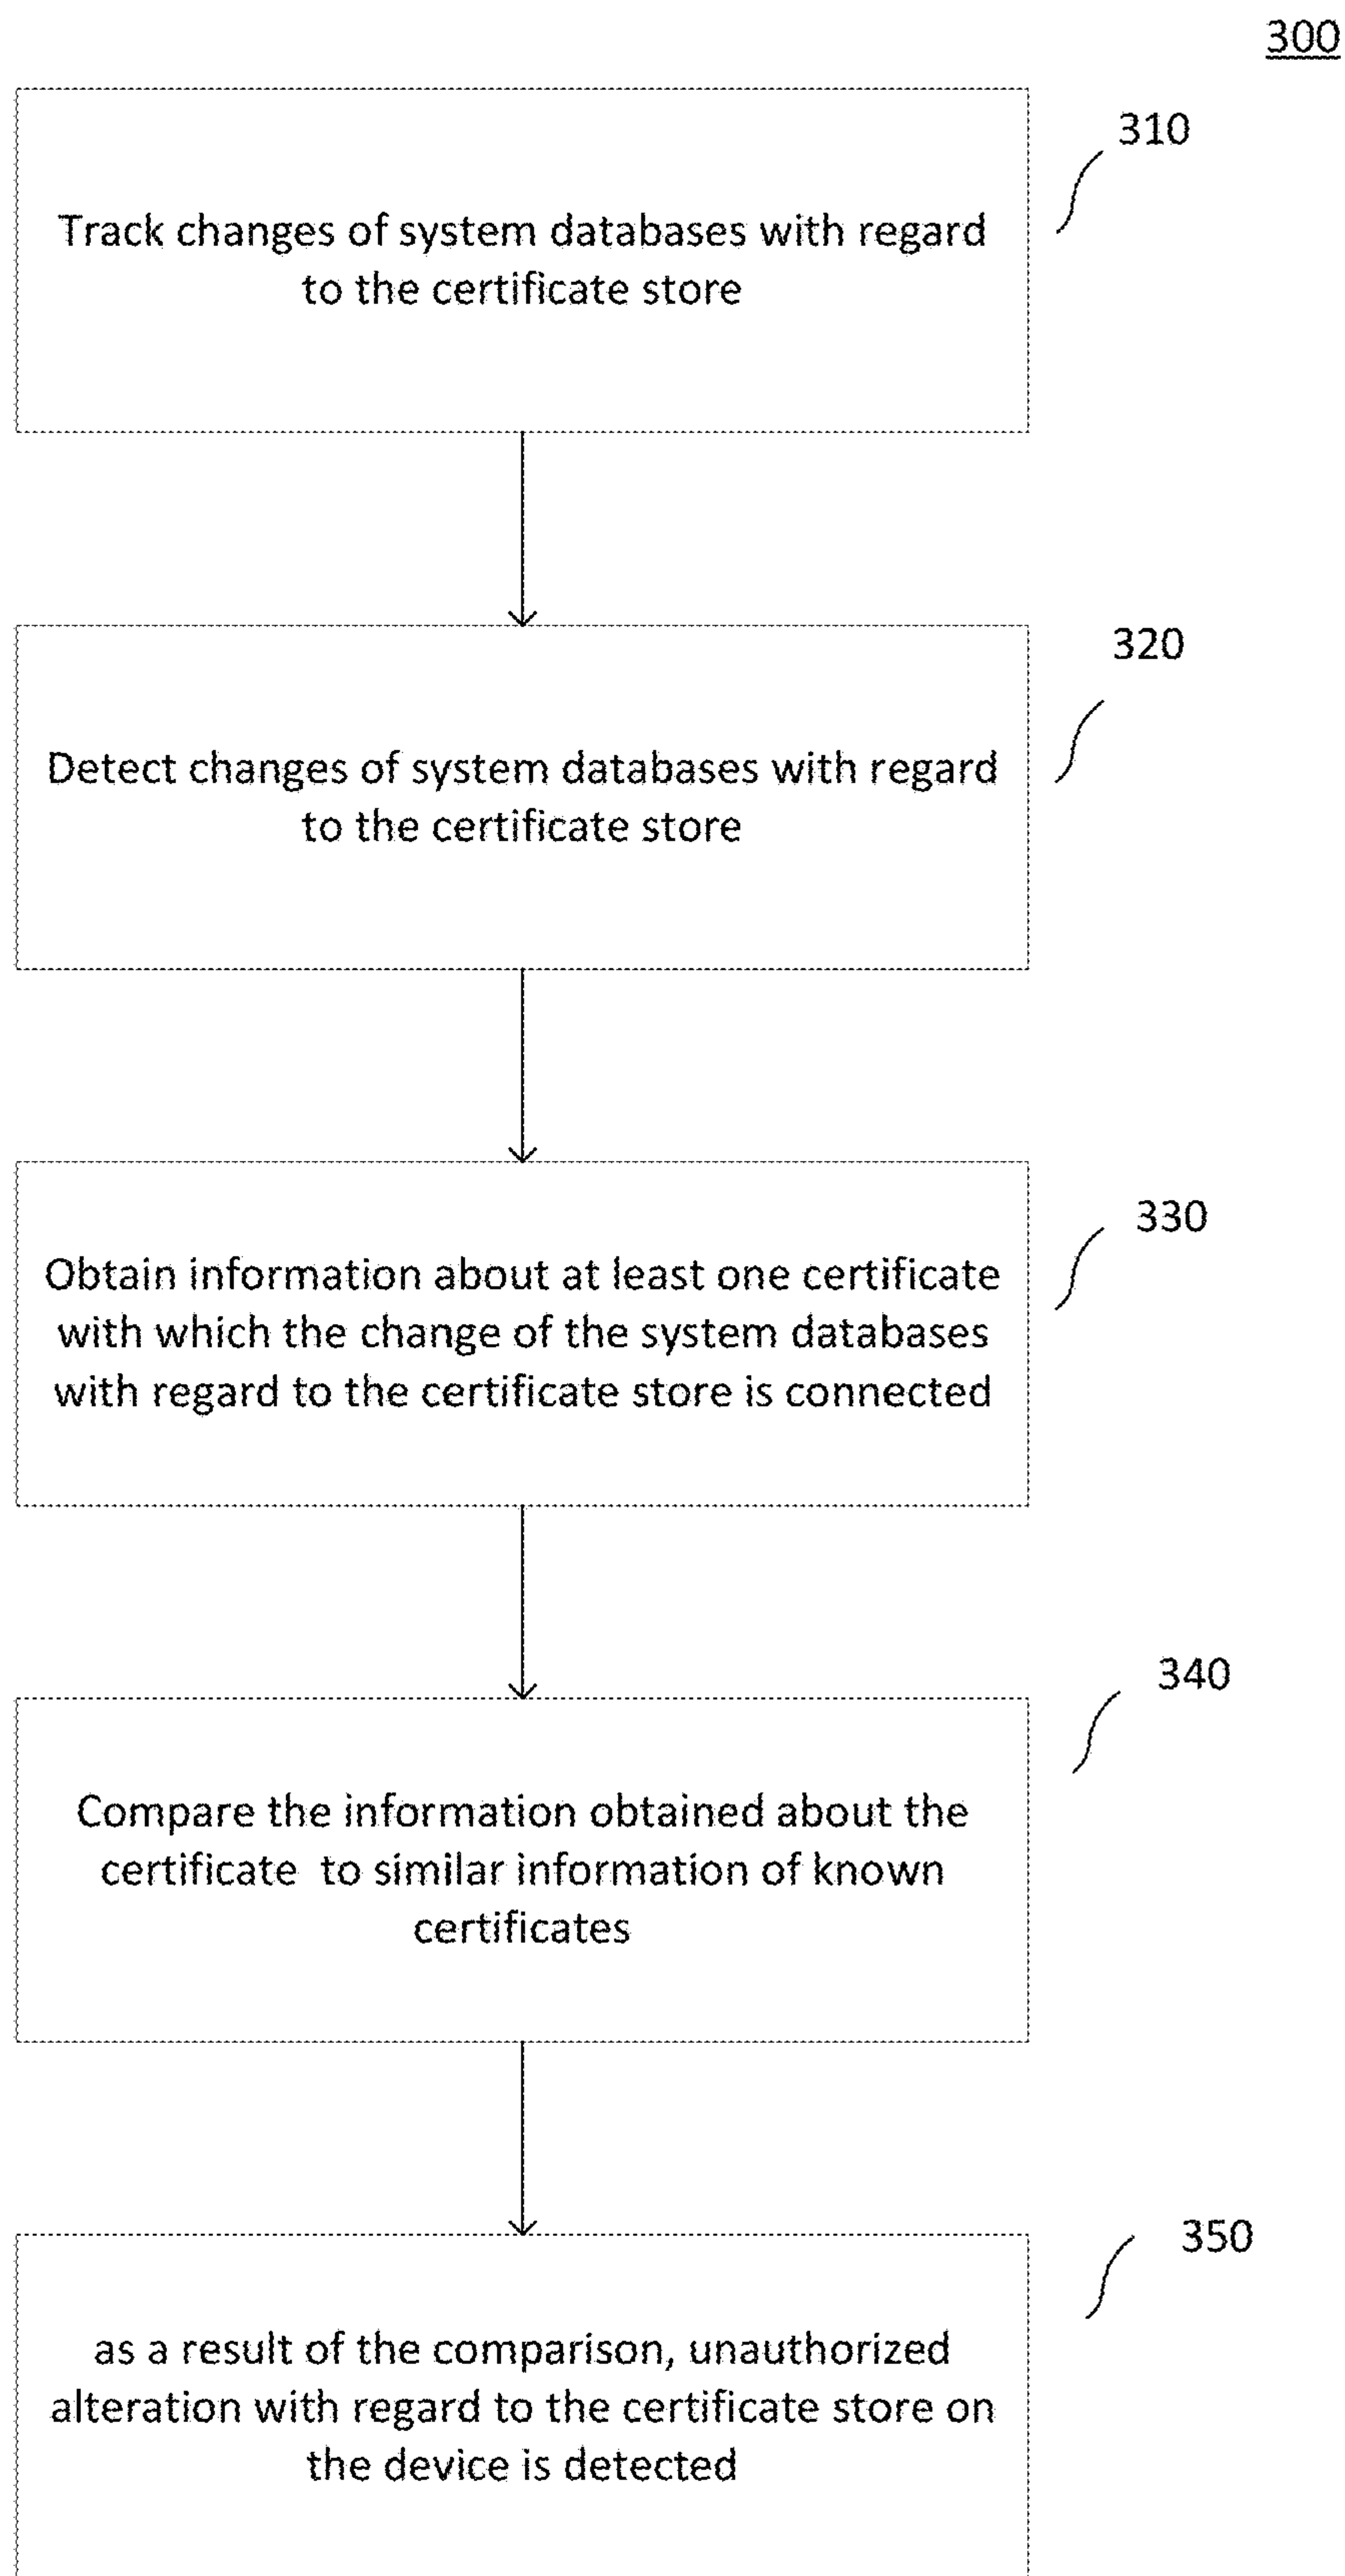 300
310
Track changes of system databases with regard
to the certificate store
320
Detect changes of system databases with regard
to the certificate store
330
Obtain information about at least one certificate
with which the change of the system databases
with regard to the certificate store is connected
340
Compare the information obtained about the
certificate to similar information of known
certificates
350
as a result of the comparison, unauthorized
alteration with regard to the certificate store on
the device is detected